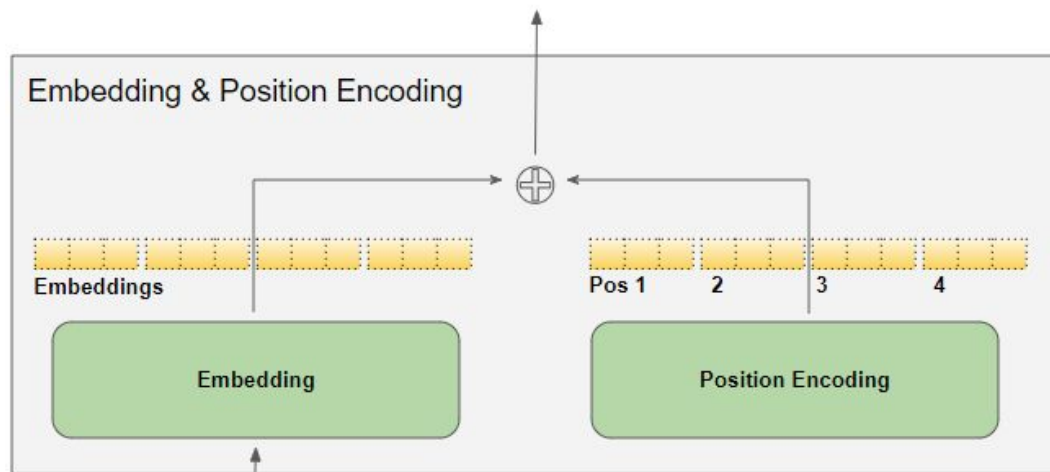 Embedding & Position Encoding
Embeddings
Pos 1 2 3 4
Embedding
Position Encoding